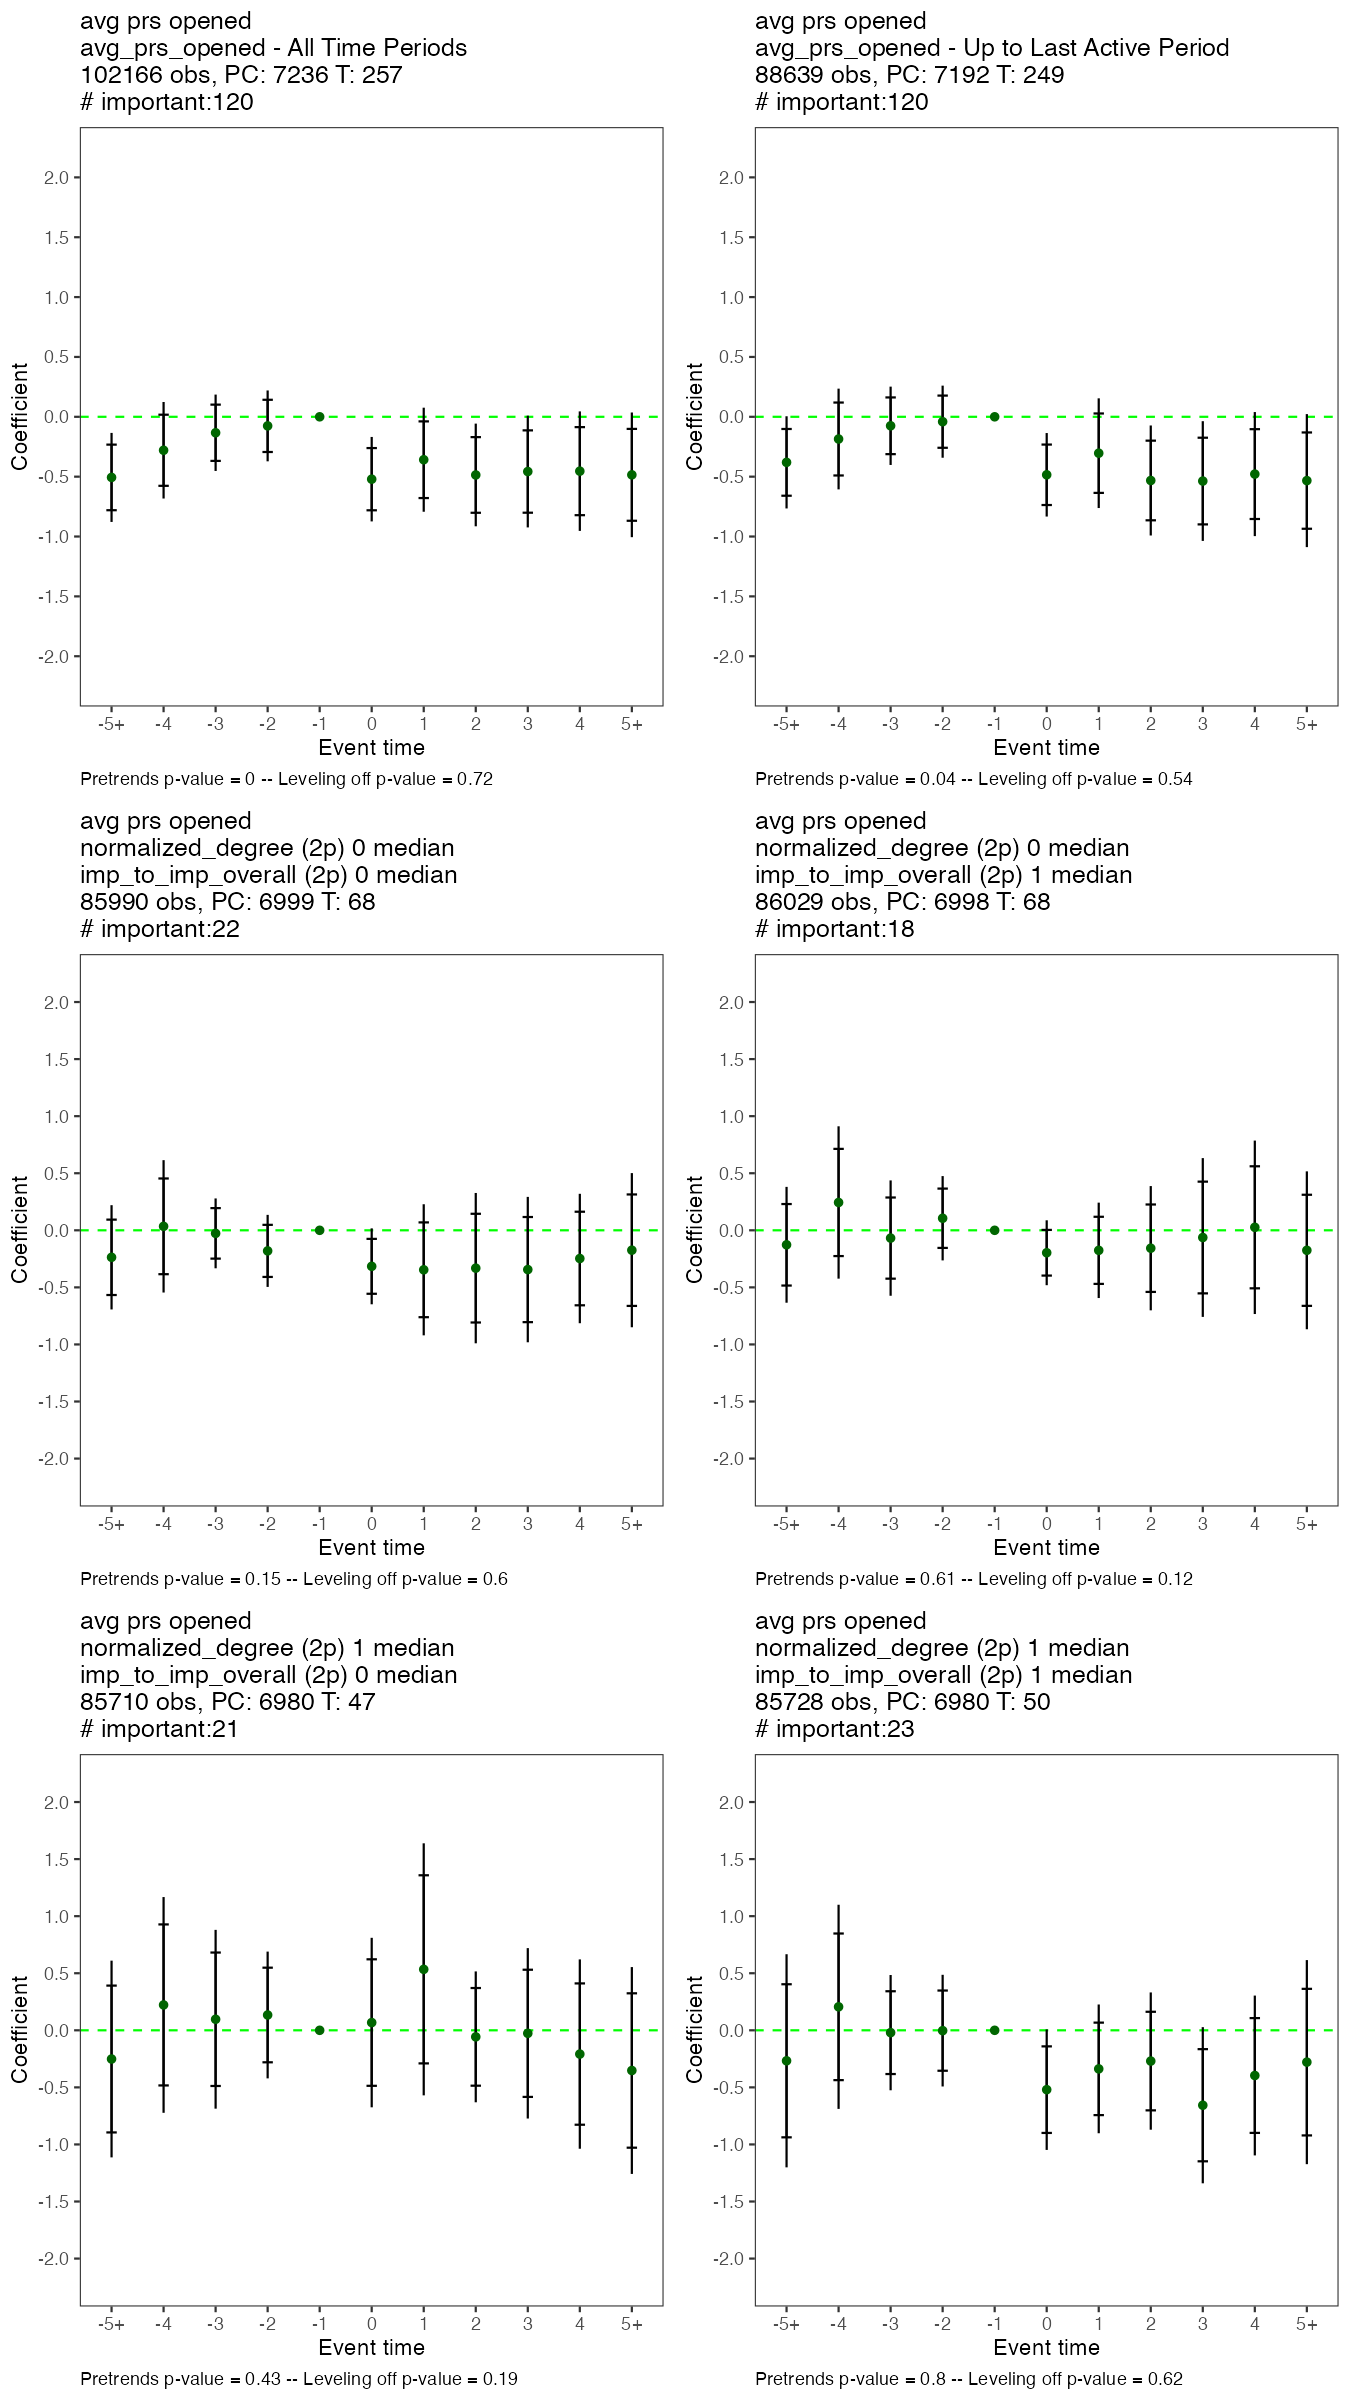 avg prs opened
avg_prs_opened - All Time Periods
102166 obs, PC: 7236 T: 257
# important:120
2.0
1.5
1.0
0.5
0.0
-0.5
-1.0
-1.5
-2.0
Coefficient
-5+ -4 -3 -2 -1 0 1 2 3 4 5+
Event time
Pretrends p-value = 0 -- Leveling off p-value = 0.72
avg prs opened
avg_prs_opened - Up to Last Active Period
88639 obs, PC: 7192 T: 249
# important:120
2.0
1.5
1.0
0.5
0.0
-0.5
-1.0
-1.5
-2.0
Coefficient
-5+ -4 -3 -2 -1 0 1 2 3 4 5+
Event time
Pretrends p-value = 0.04 -- Leveling off p-value = 0.54
avg prs opened
normalized_degree (2p) 0 median
imp_to_imp_overall (2p) 0 median
85990 obs, PC: 6999 T: 68
# important:22
2.0
1.5
1.0
0.5
0.0
-0.5
-1.0
-1.5
-2.0
Coefficient
-5+ -4 -3 -2 -1 0 1 2 3 4 5+
Event time
Pretrends p-value = 0.15 -- Leveling off p-value = 0.6
avg prs opened
normalized_degree (2p) 0 median
imp_to_imp_overall (2p) 1 median
86029 obs, PC: 6998 T: 68
# important:18
2.0
1.5
1.0
0.5
0.0
-0.5
-1.0
-1.5
-2.0
Coefficient
-5+ -4 -3 -2 -1 0 1 2 3 4 5+
Event time
Pretrends p-value = 0.61 -- Leveling off p-value = 0.12
avg prs opened
normalized_degree (2p) 1 median
imp_to_imp_overall (2p) 0 median
85710 obs, PC: 6980 T: 47
# important:21
2.0
1.5
1.0
0.5
0.0
-0.5
-1.0
-1.5
-2.0
Coefficient
-5+ -4 -3 -2 -1 0 1 2 3 4 5+
Event time
Pretrends p-value = 0.43 -- Leveling off p-value = 0.19
avg prs opened
normalized_degree (2p) 1 median
imp_to_imp_overall (2p) 1 median
85728 obs, PC: 6980 T: 50
# important:23
2.0
1.5
1.0
0.5
0.0
-0.5
-1.0
-1.5
-2.0
Coefficient
-5+ -4 -3 -2 -1 0 1 2 3 4 5+
Event time
Pretrends p-value = 0.8 -- Leveling off p-value = 0.62